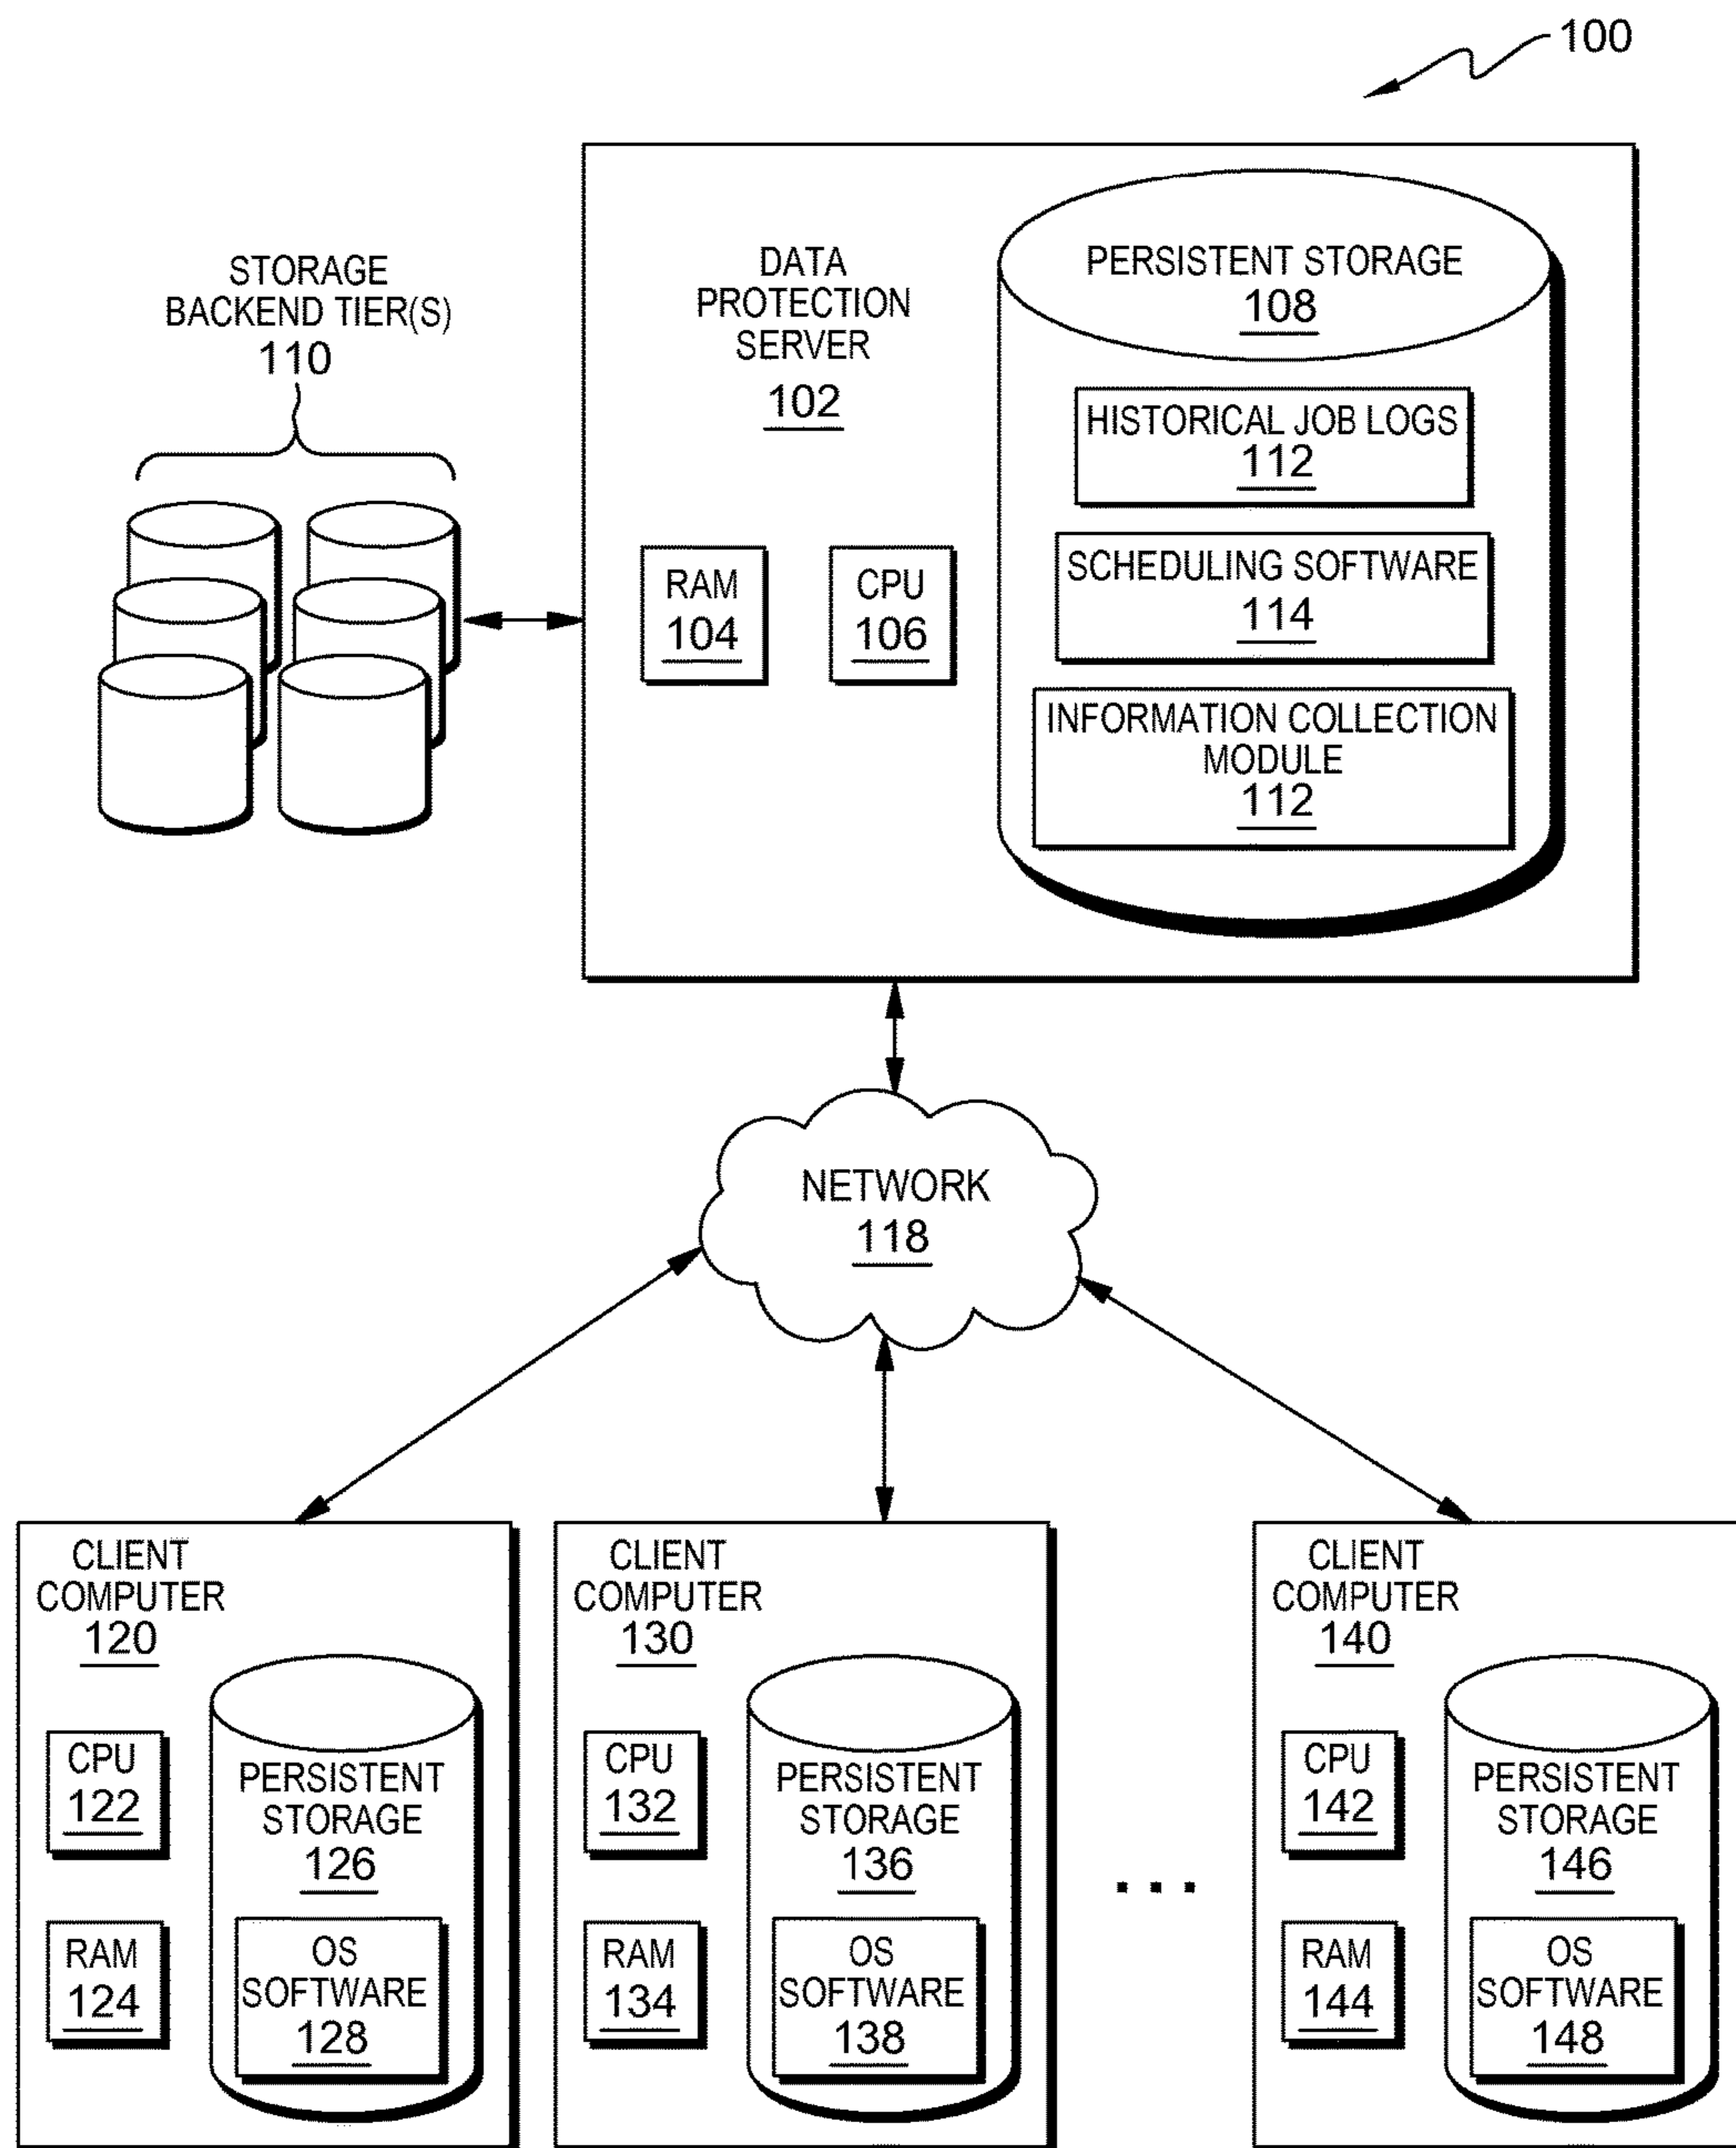 100
STORAGE
BACKEND TIER(S)
110
DATA
PROTECTION
SERVER
102
RAM
104
CPU
106
PERSISTENT STORAGE
108
HISTORICAL JOB LOGS
112
SCHEDULING SOFTWARE
114
INFORMATION COLLECTION
MODULE
112
NETWORK
118
CLIENT
COMPUTER
120
CPU
122
RAM
124
PERSISTENT
STORAGE
126
OS
SOFTWARE
128
CLIENT
COMPUTER
130
CPU
132
RAM
134
PERSISTENT
STORAGE
136
OS
SOFTWARE
138
...
CLIENT
COMPUTER
140
CPU
142
RAM
144
PERSISTENT
STORAGE
146
OS
SOFTWARE
148